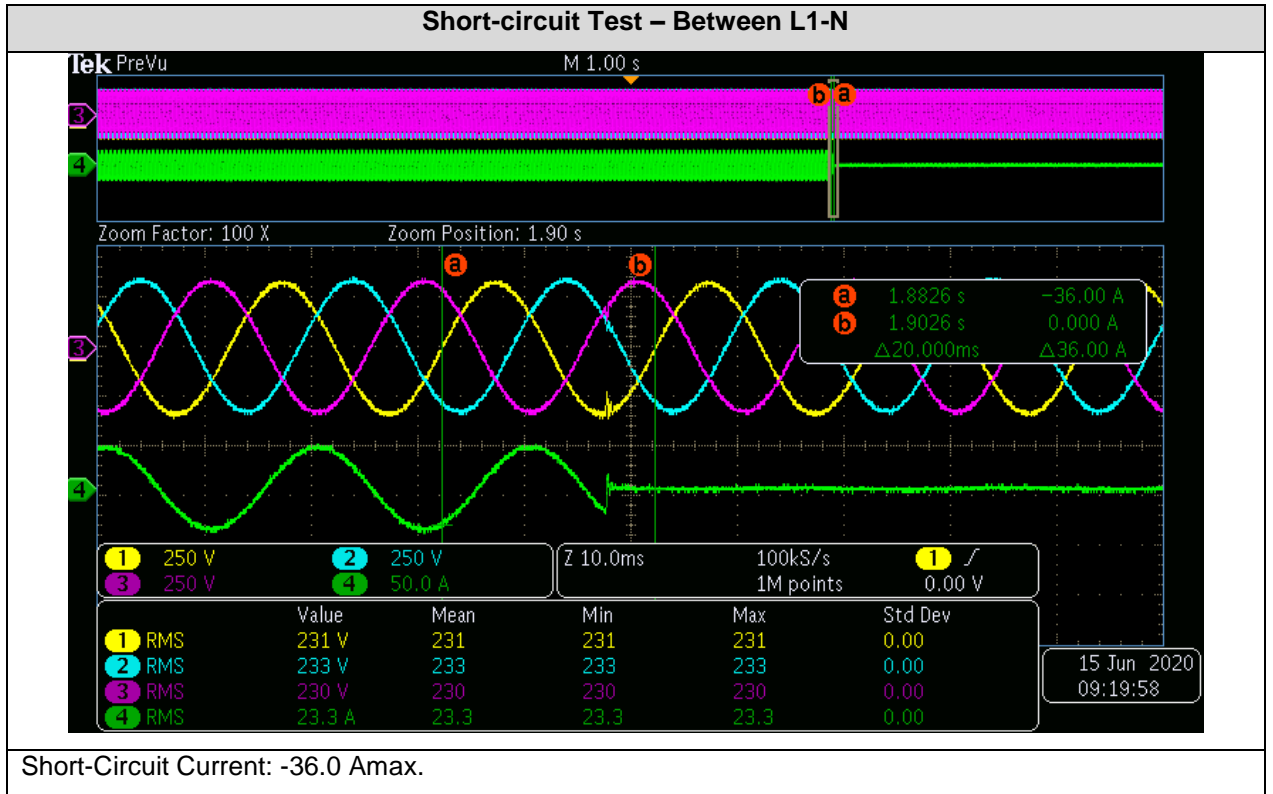 Short-circuit Test – Between L1-N
Tek PreVu M 1.00 s
b a
3
4
Zoom Factor: 100 X Zoom Position: 1.90 s
a b
a 1.8826 s -36.00 A
b 1.9026 s 0.000 A
△20.000ms △36.00 A
3
4
1 250 V 2 250 V Z 10.0ms 100kS/s 1
3 250 V 4 50.0 A 1M points 0.00 V
Value Mean Min Max Std Dev
1 RMS 231 V 231 231 231 0.00
2 RMS 233 V 233 233 233 0.00
3 RMS 230 V 230 230 230 0.00
4 RMS 23.3 A 23.3 23.3 23.3 0.00
15 Jun 2020
09:19:58
Short-Circuit Current: -36.0 Amax.